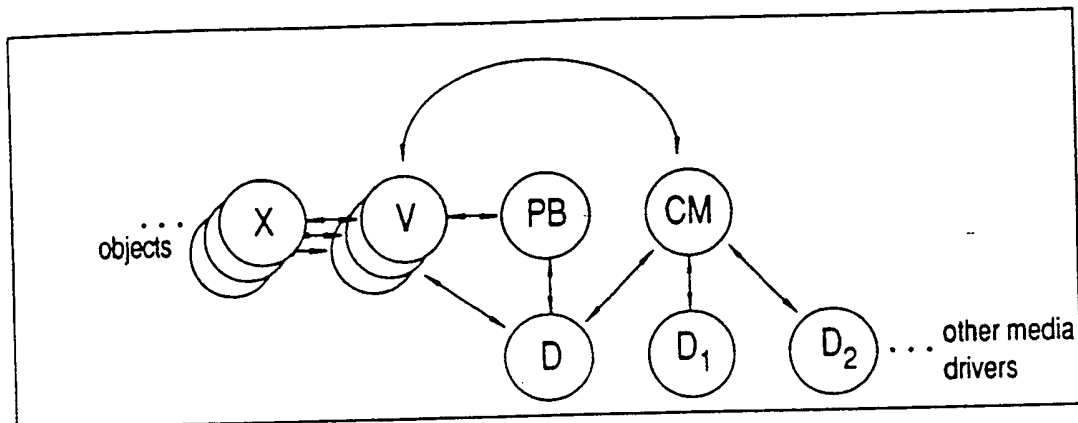 X
V
PB
CM
. . .
objects
D
D₁
D₂
. . . other media
drivers